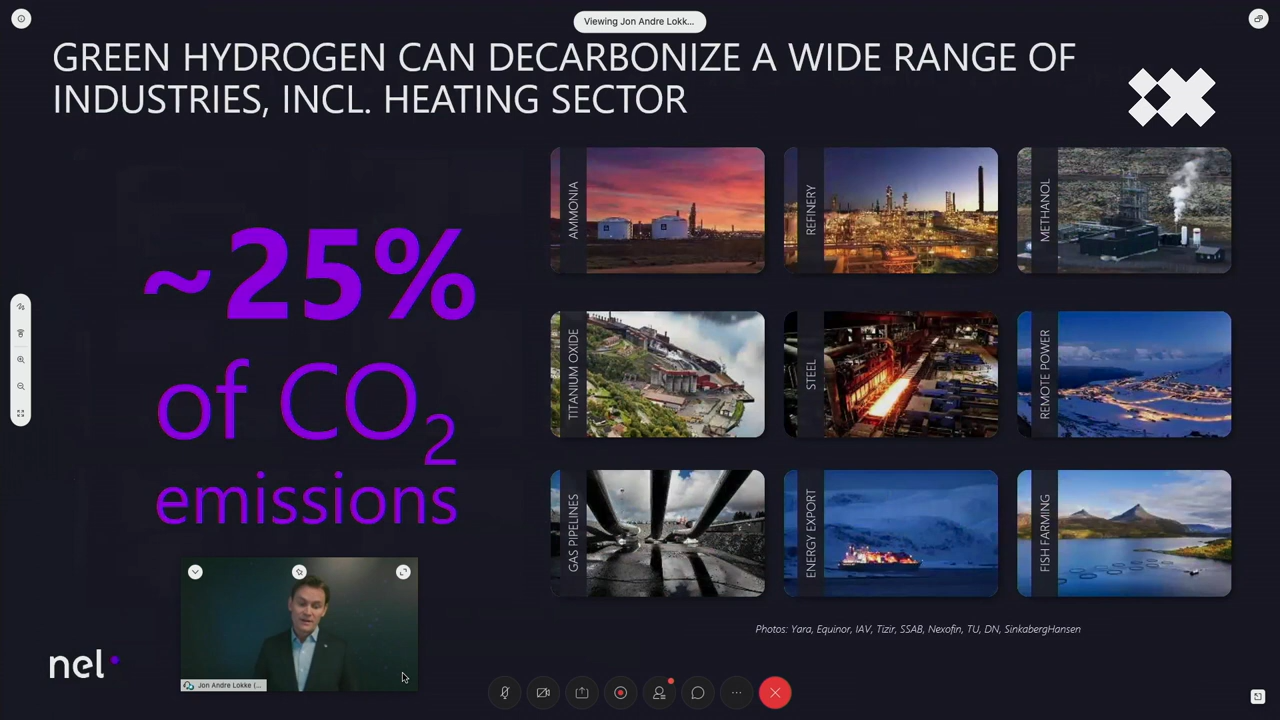 Viewing Jon Andre Lokk...
GREEN HYDROGEN CAN DECARBONIZE A WIDE RANGE OF
INDUSTRIES, INCL. HEATING SECTOR
~25%
of CO2
emissions
AMMONIA
REFINERY
METHANOL
TITANIUM OXIDE
STEEL
REMOTE POWER
GAS PIPELINES
ENERGY EXPORT
FISH FARMING
Photos: Yara, Equinor, IAV, Tizir, SSAB, Nexofin, TU, DN, SinkabergHansen
nel
Jon Andre Lokke (...